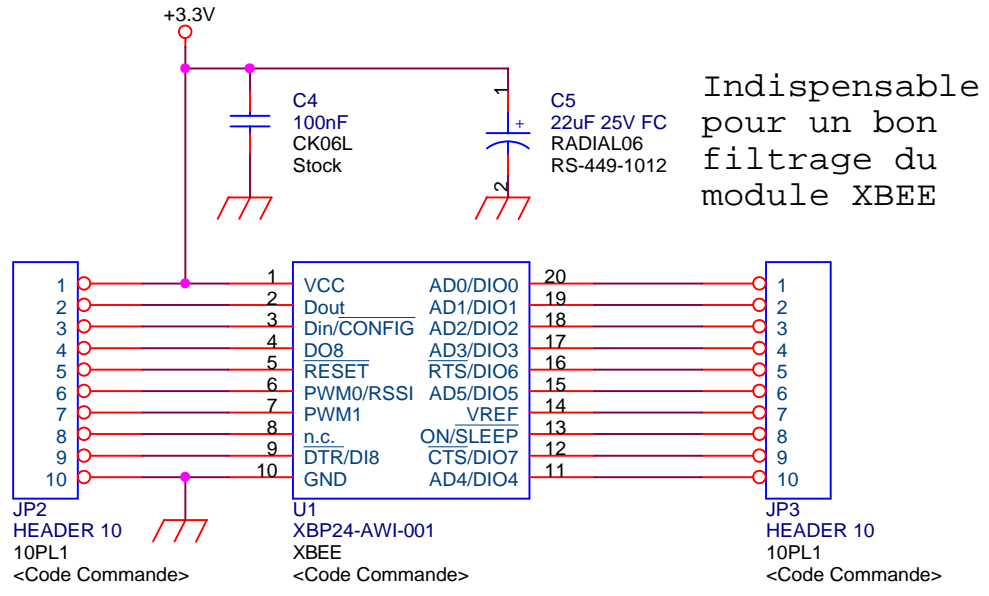 +3.3V
C4
100nF
CK06L
Stock
1
+
2
C5
22uF 25V FC
RADIAL06
RS-449-1012
Indispensable
pour un bon
filtrage du
module XBEE
1 1 VCC AD0/DIO0 20 1
2 2 Dout AD1/DIO1 19 2
3 3 Din/CONFIG AD2/DIO2 18 3
4 4 DO8 AD3/DIO3 17 4
5 5 RESET RTS/DIO6 16 5
6 6 PWM0/RSSI AD5/DIO5 15 6
7 7 PWM1 VREF 14 7
8 8 n.c. ON/SLEEP 13 8
9 9 DTR/DI8 CTS/DIO7 12 9
10 10 GND AD4/DIO4 11 10
JP2
HEADER 10
10PL1
<Code Commande>
U1
XBP24-AWI-001
XBEE
<Code Commande>
JP3
HEADER 10
10PL1
<Code Commande>